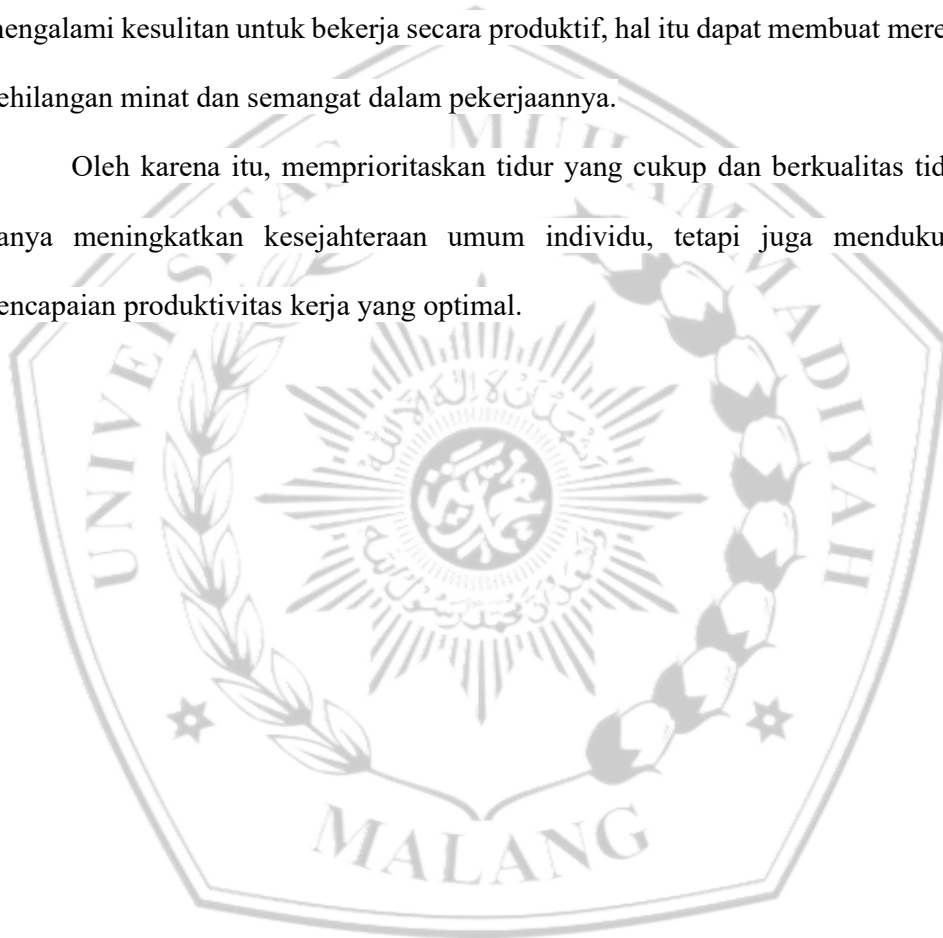 mengalami kesulitan untuk bekerja secara produktif, hal itu dapat membuat mere
ehilangan minat dan semangat dalam pekerjaannya.
Oleh karena itu, memprioritaskan tidur yang cukup dan berkualitas tid
anya meningkatkan kesejahteraan umum individu, tetapi juga menduku
encapaian produktivitas kerja yang optimal.
UNIVERSITAS MUHAMMADIYAH
MALANG